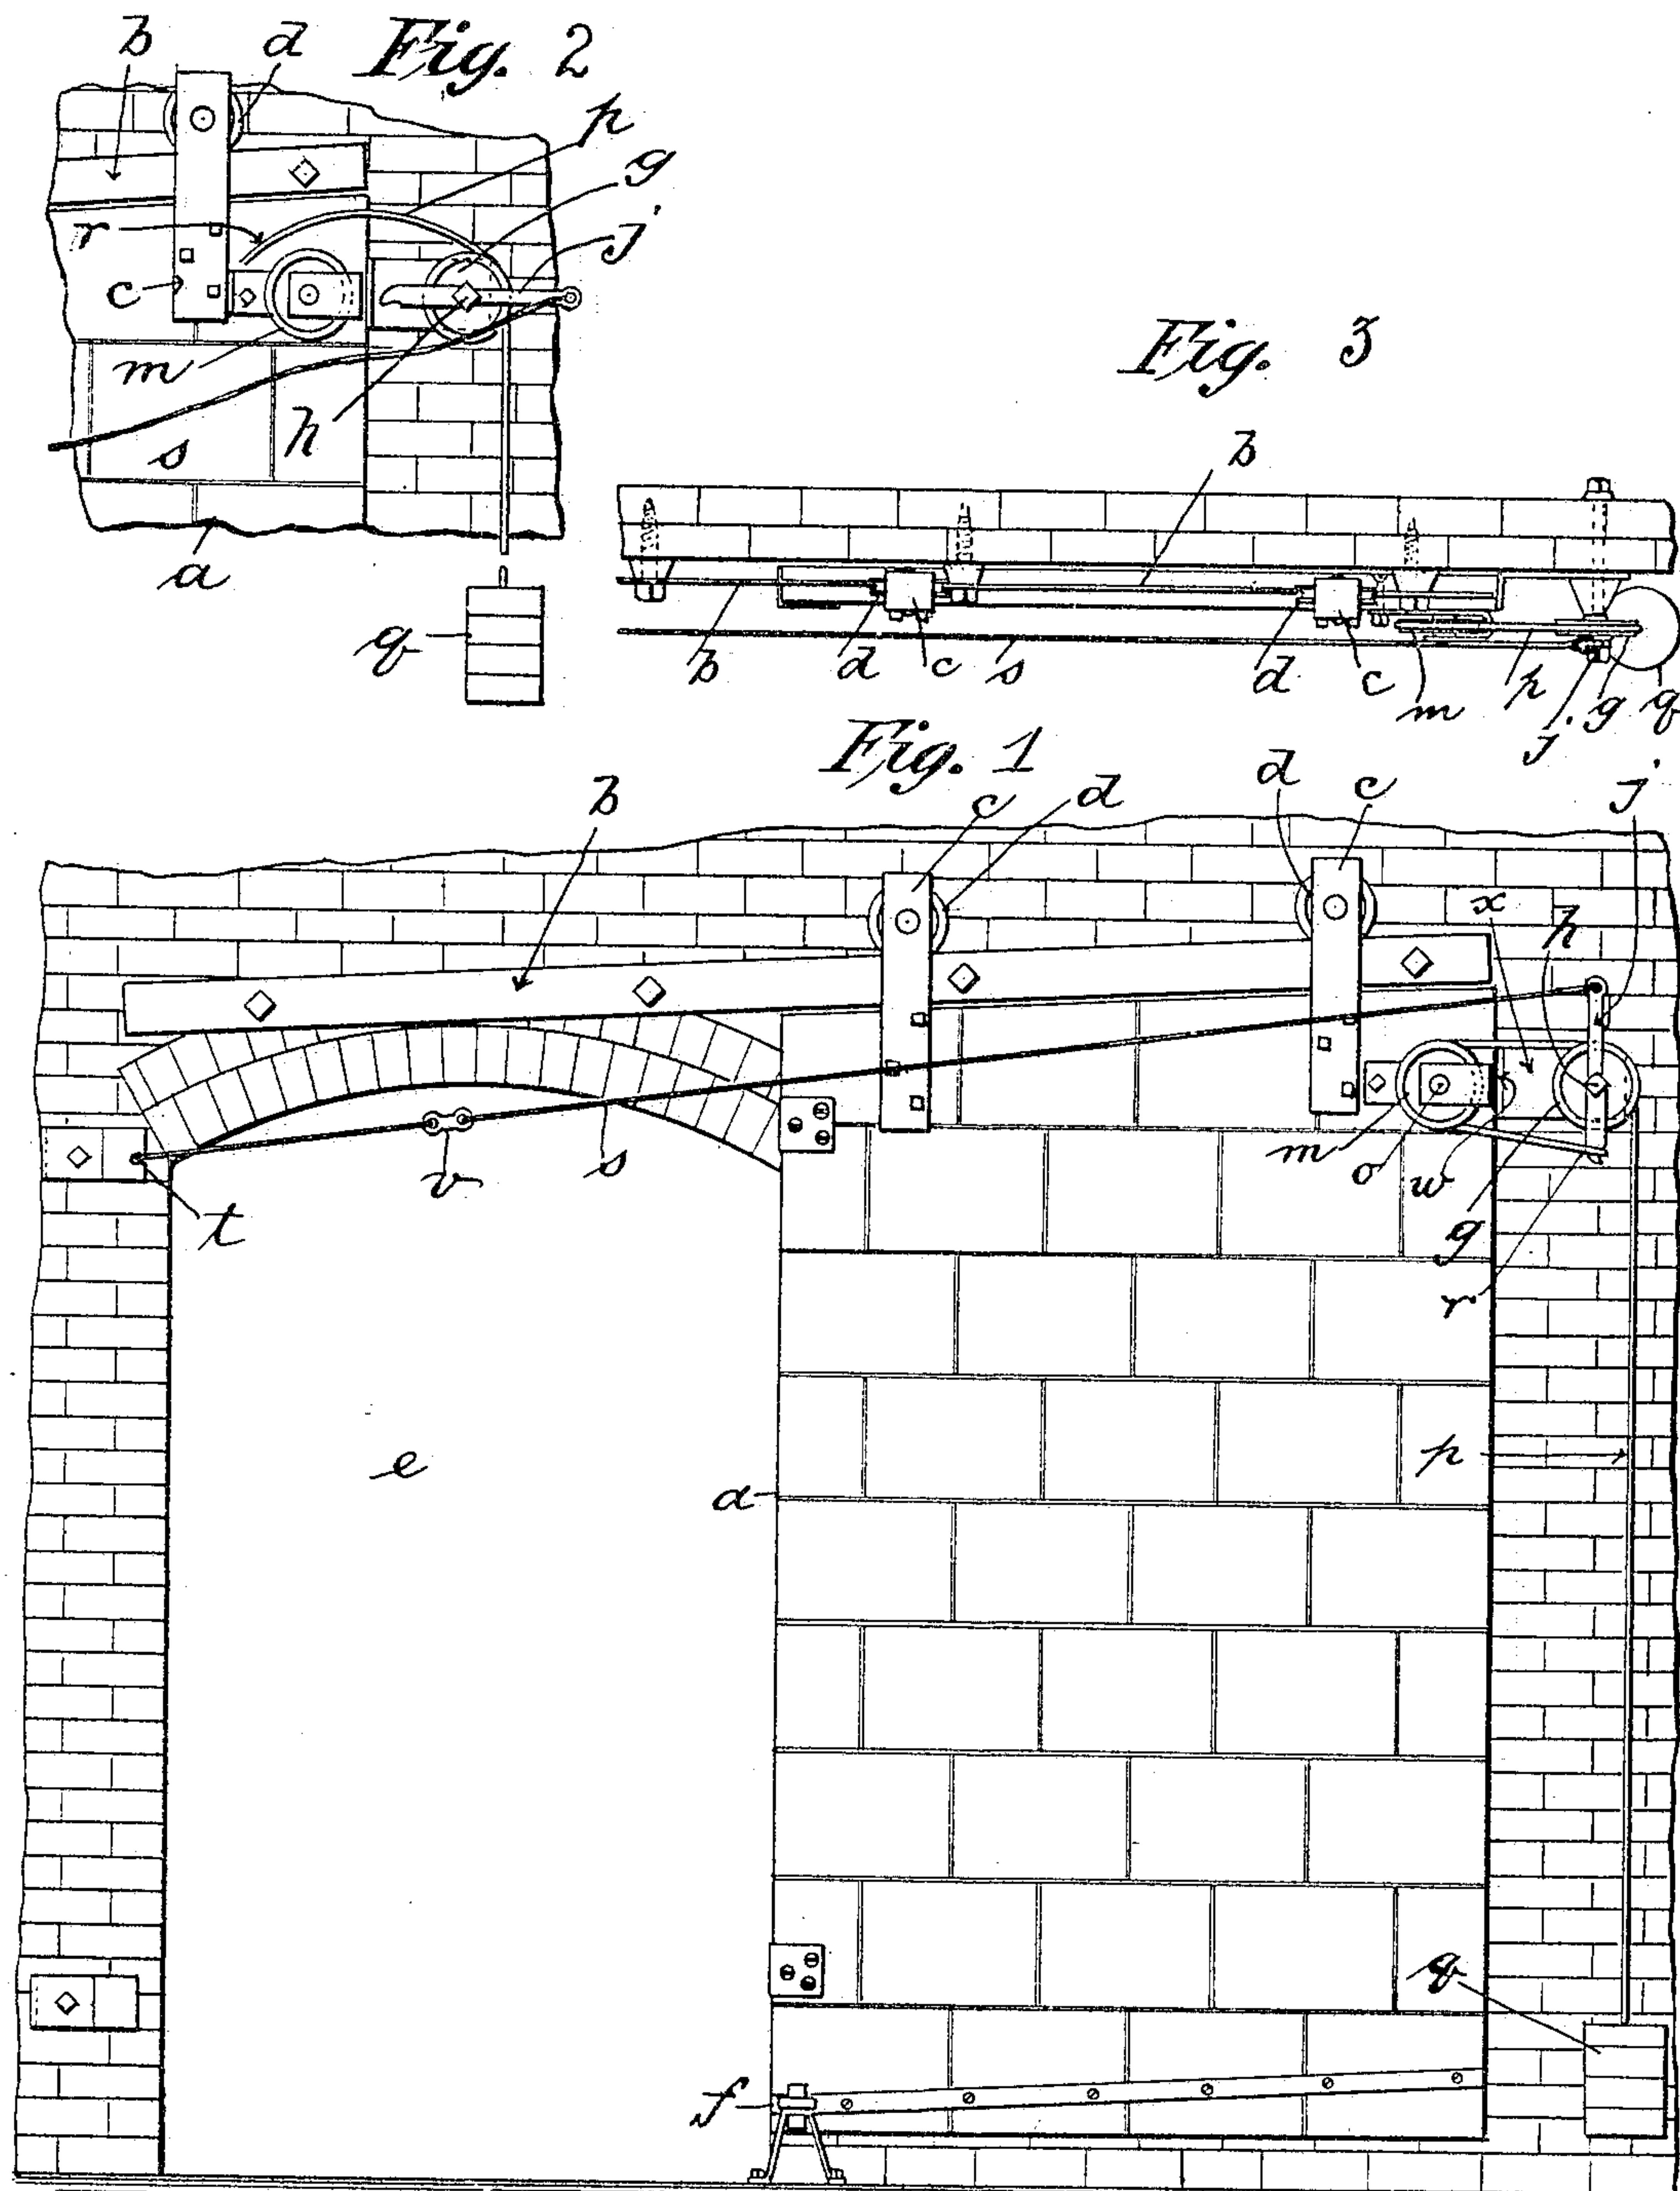 b d Fig. 2
p
g
r j
c
m
h
s
a
q
Fig. 3
b
b d c s d c m p j g q
Fig. 1
b c d d c j
x h
m o w
v s
t g
r
e p
a
q
f